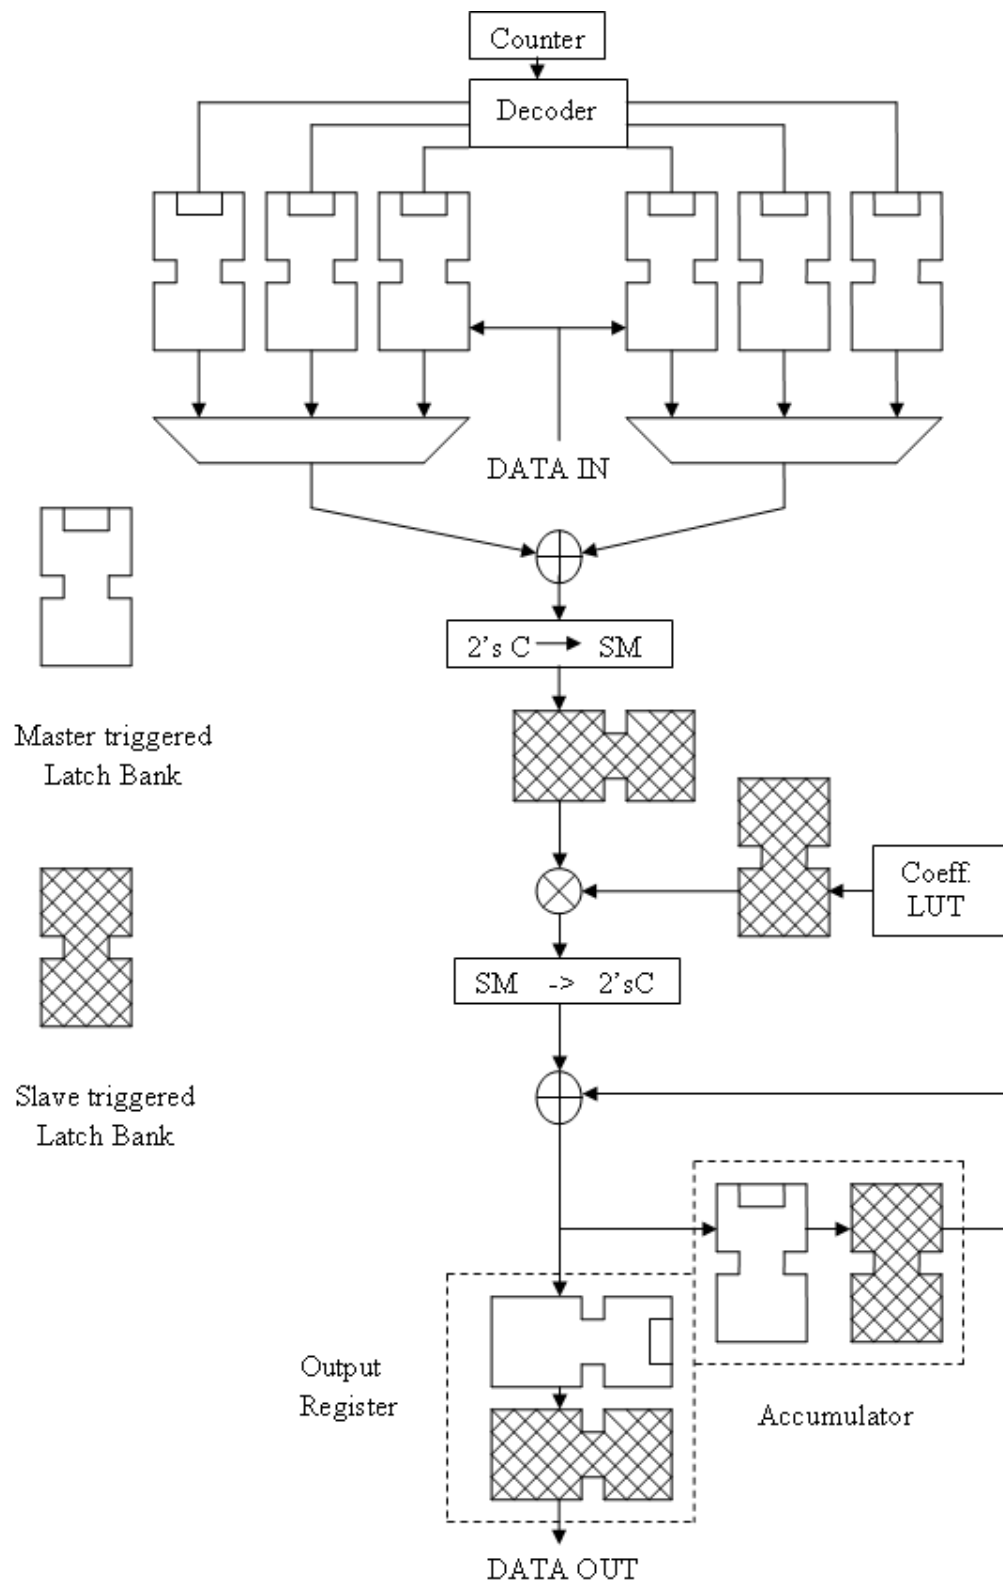 Counter
Decoder
DATA IN
2's C → SM
Master triggered
Latch Bank
Coeff.
LUT
SM -> 2'sC
Slave triggered
Latch Bank
Output
Register
Accumulator
DATA OUT